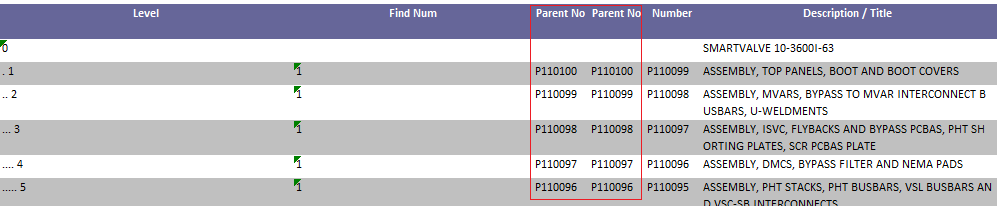 Level Find Num Parent No Parent No Number Description / Title
0 SMARTVALVE 10-3600I-63
. 1 1 P110100 P110100 P110099 ASSEMBLY, TOP PANELS, BOOT AND BOOT COVERS
.. 2 1 P110099 P110099 P110098 ASSEMBLY, MVARS, BYPASS TO MVAR INTERCONNECT B
USBARS, U-WELDMENTS
... 3 1 P110098 P110098 P110097 ASSEMBLY, ISVC, FLYBACKS AND BYPASS PCBAS, PHT SH
ORTING PLATES, SCR PCBAS PLATE
.... 4 1 P110097 P110097 P110096 ASSEMBLY, DMCS, BYPASS FILTER AND NEMA PADS
..... 5 1 P110096 P110096 P110095 ASSEMBLY, PHT STACKS, PHT BUSBARS, VSL BUSBARS AN
D VSC-SB INTERCONNECTS